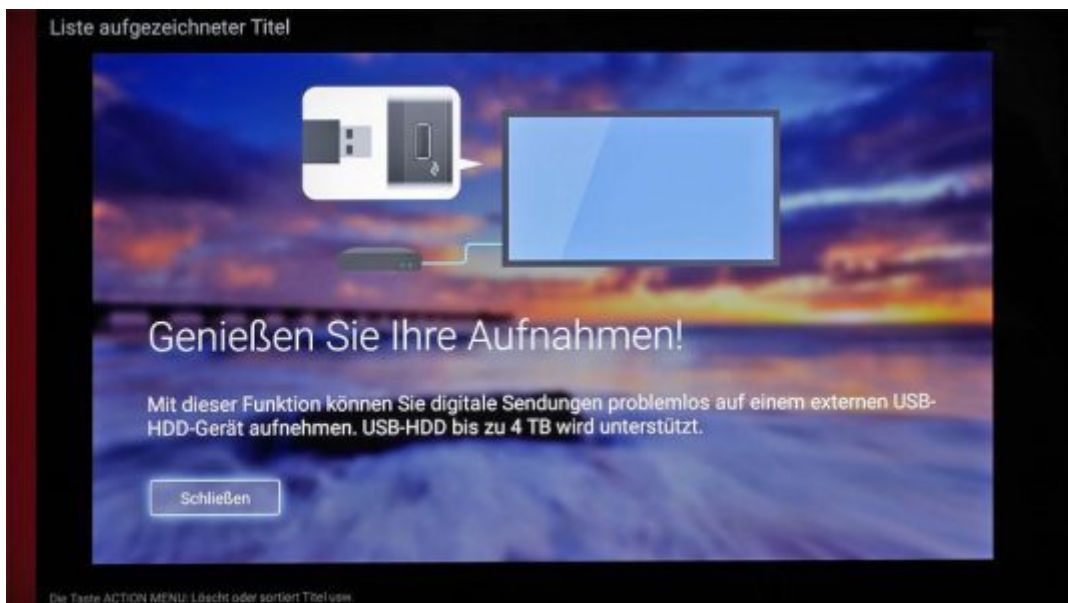 Liste aufgezeichneter Titel
Genießen Sie Ihre Aufnahmen!
Mit dieser Funktion können Sie digitale Sendungen problemlos auf einem externen USB-
HDD-Gerät aufnehmen. USB-HDD bis zu 4 TB wird unterstützt.
Schließen
Die Taste ACTION MENU: Löscht oder sortiert Titel usw.